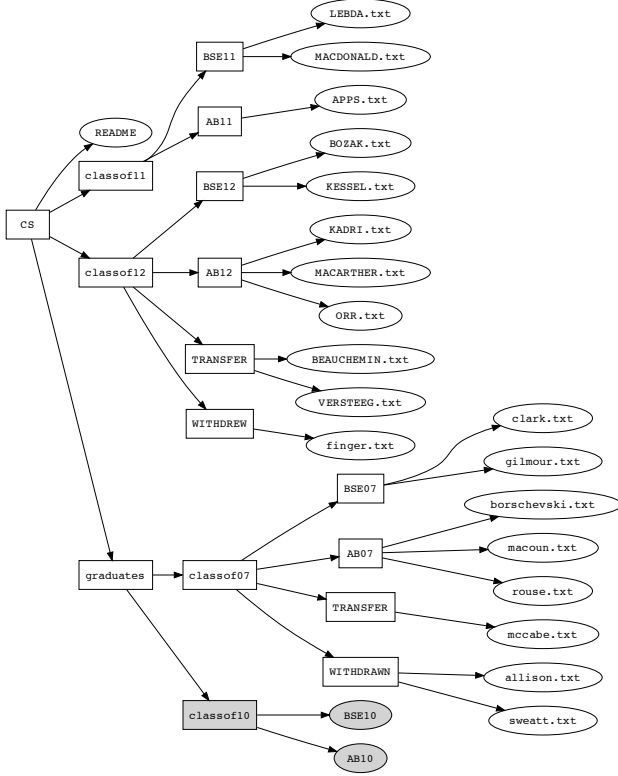 LEBDA.txt
BSE11
MACDONALD.txt
APPS.txt
AB11
README
BOZAK.txt
classof11
BSE12
KESSEL.txt
CS
KADRI.txt
classof12
AB12
MACARTHER.txt
ORR.txt
TRANSFER
BEAUCHEMIN.txt
VERSTEEG.txt
WITHDREW
clark.txt
finger.txt
gilmour.txt
BSE07
borschevski.txt
AB07
macoun.txt
graduates
classof07
rouse.txt
TRANSFER
mccabe.txt
WITHDRAWN
allison.txt
classof10
BSE10
sweatt.txt
AB10